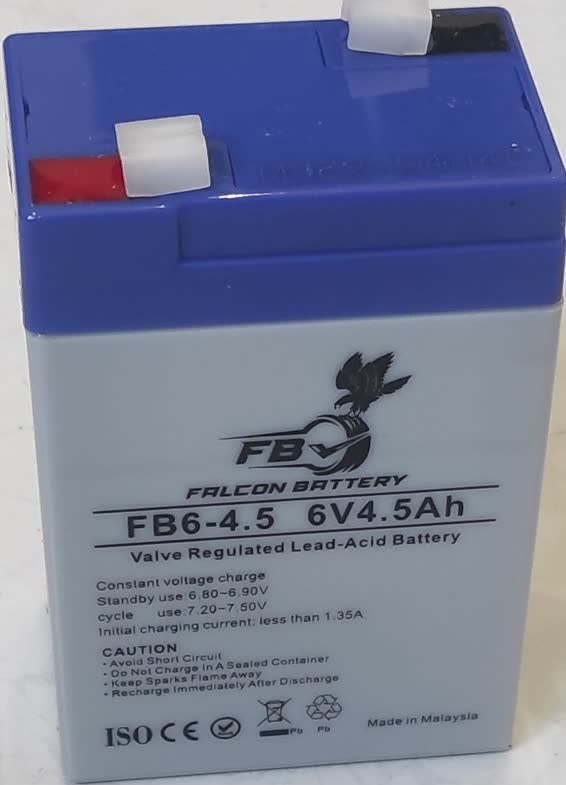 FB
FALCON BATTERY
FB6-4.5 6V4.5Ah
Valve Regulated Lead-Acid Battery
Constant voltage charge
Standby use:6.80~6.90V
cycle use:7.20~7.50V
Initial charging current: less than 1.35A
CAUTION
• Avoid Short Circuit
• Do Not Charge In A Sealed Container
• Keep Sparks Flame Away
• Recharge Immediately After Discharge
ISO CE
Pb Pb
Made in Malaysia